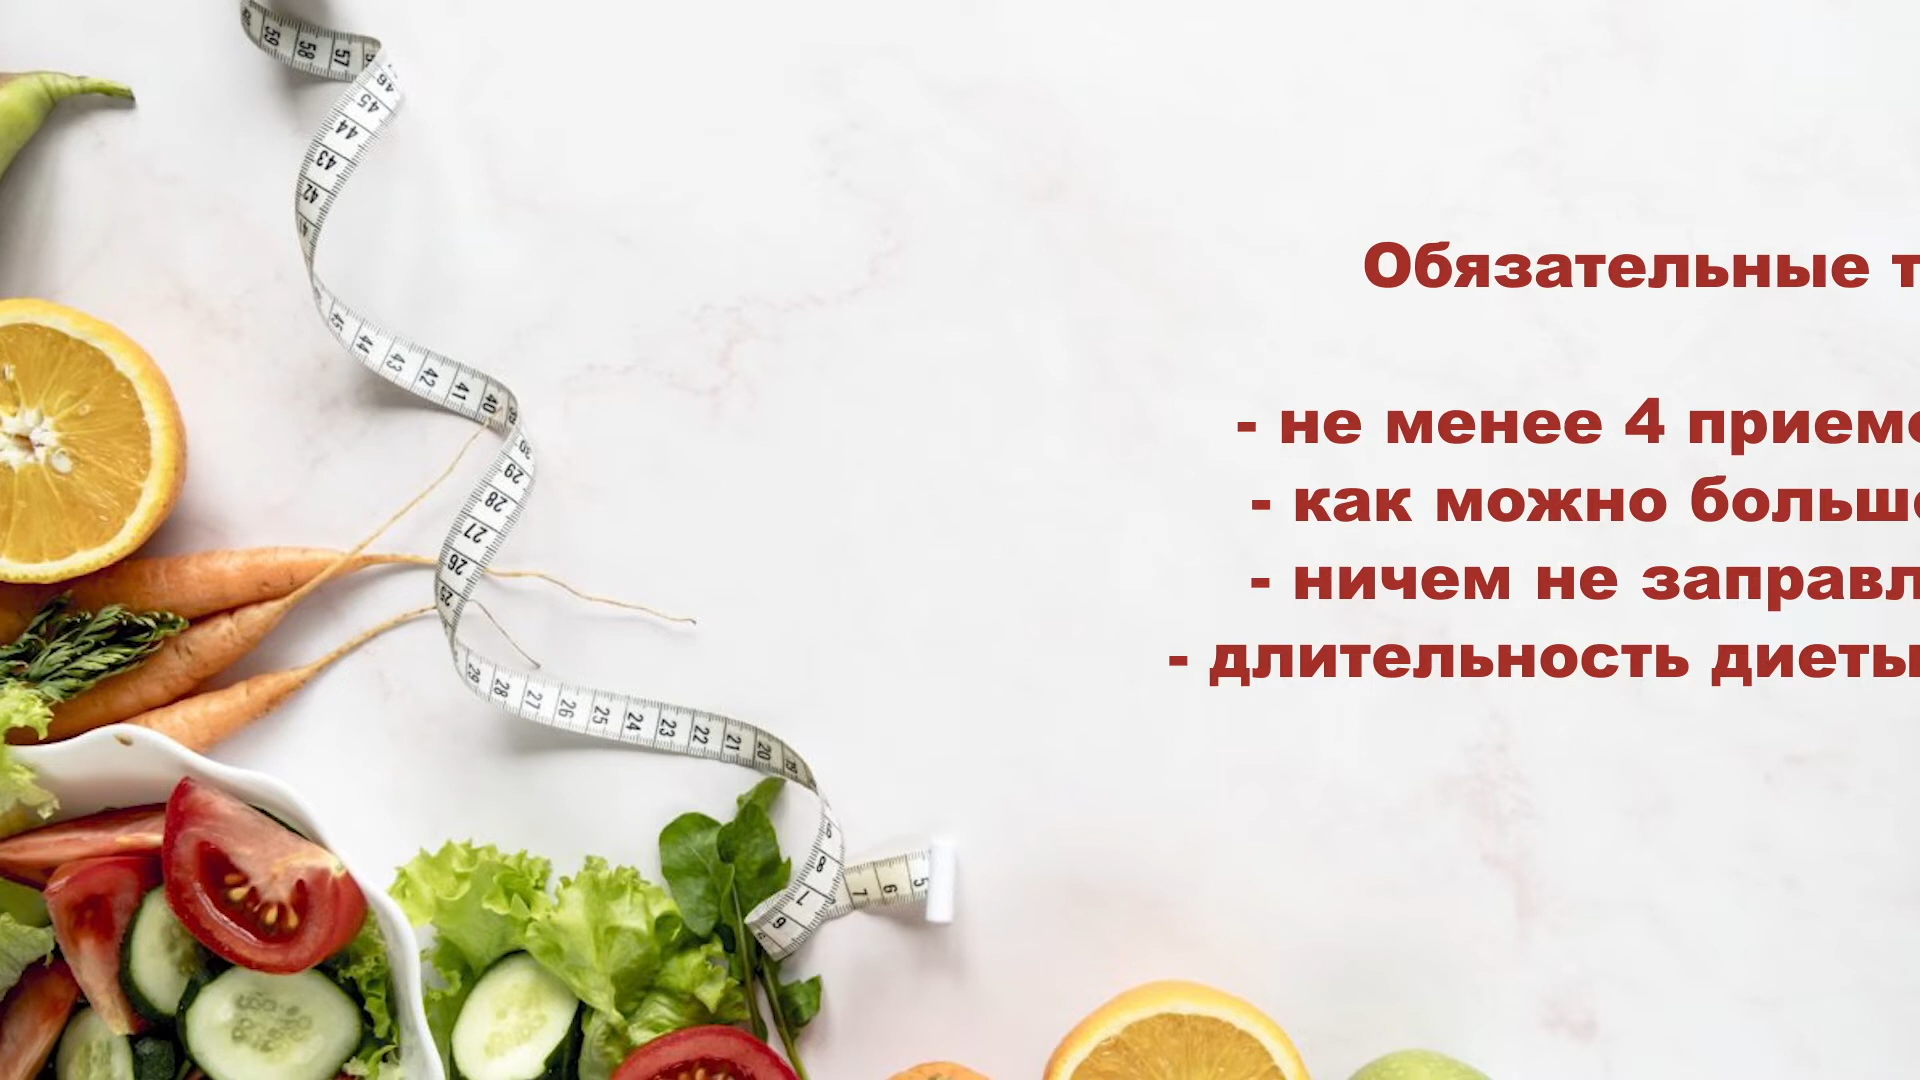 Обязательные т
- не менее 4 прием
- как можно больш
- ничем не заправл
- длительность диеты